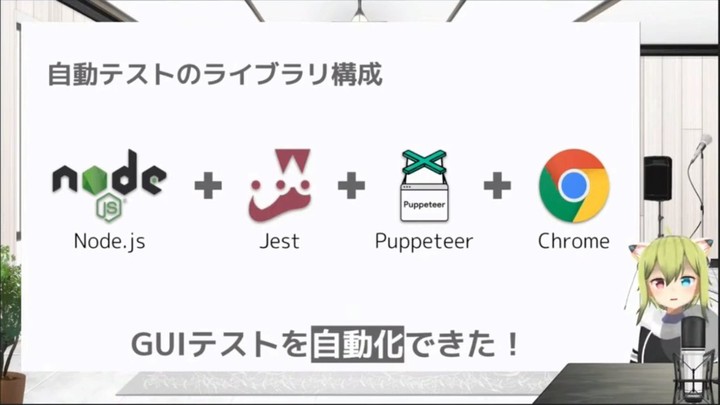 自動テストのライブラリ構成
node
JS
+ + +
Puppeteer
Node.js Jest Puppeteer Chrome
GUIテストを自動化できた！